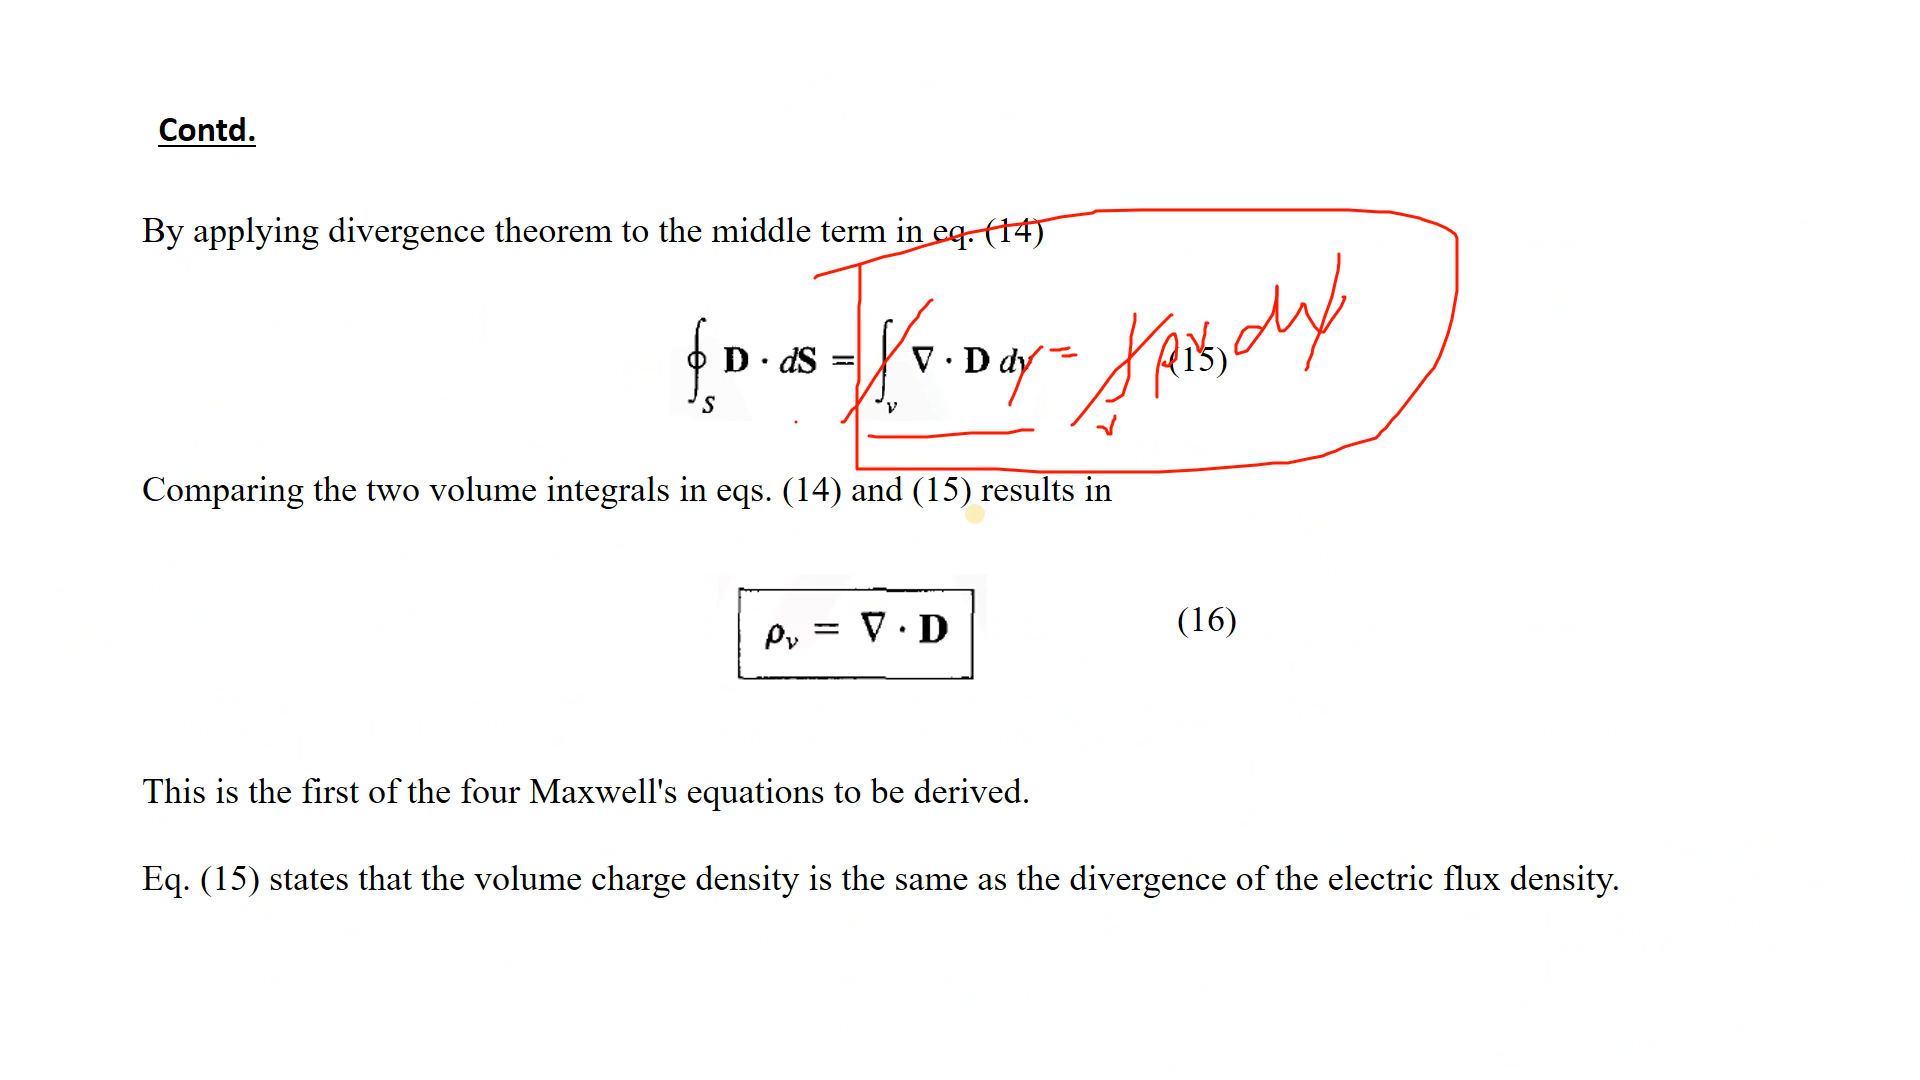 Contd.
By applying divergence theorem to the middle term in eq. (14)
∮_S D · dS = ∫_v ∇ · D dv = ∫_v ρv dv (15)
Comparing the two volume integrals in eqs. (14) and (15) results in
ρ_v = ∇ · D (16)
This is the first of the four Maxwell's equations to be derived.
Eq. (15) states that the volume charge density is the same as the divergence of the electric flux density.